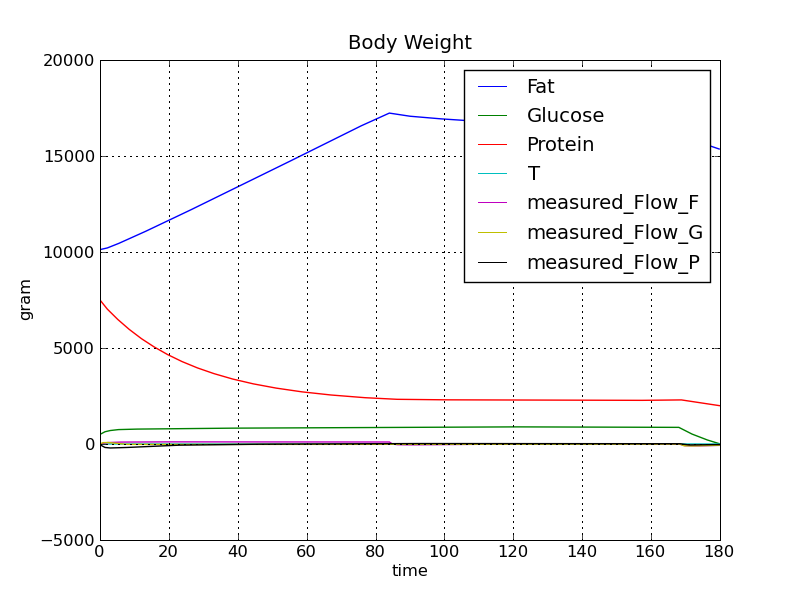 Body Weight
20000
15000
10000
5000
0
−5000
gram
Fat
Glucose
Protein
T
measured_Flow_F
measured_Flow_G
measured_Flow_P
0 20 40 60 80 100 120 140 160 180
time